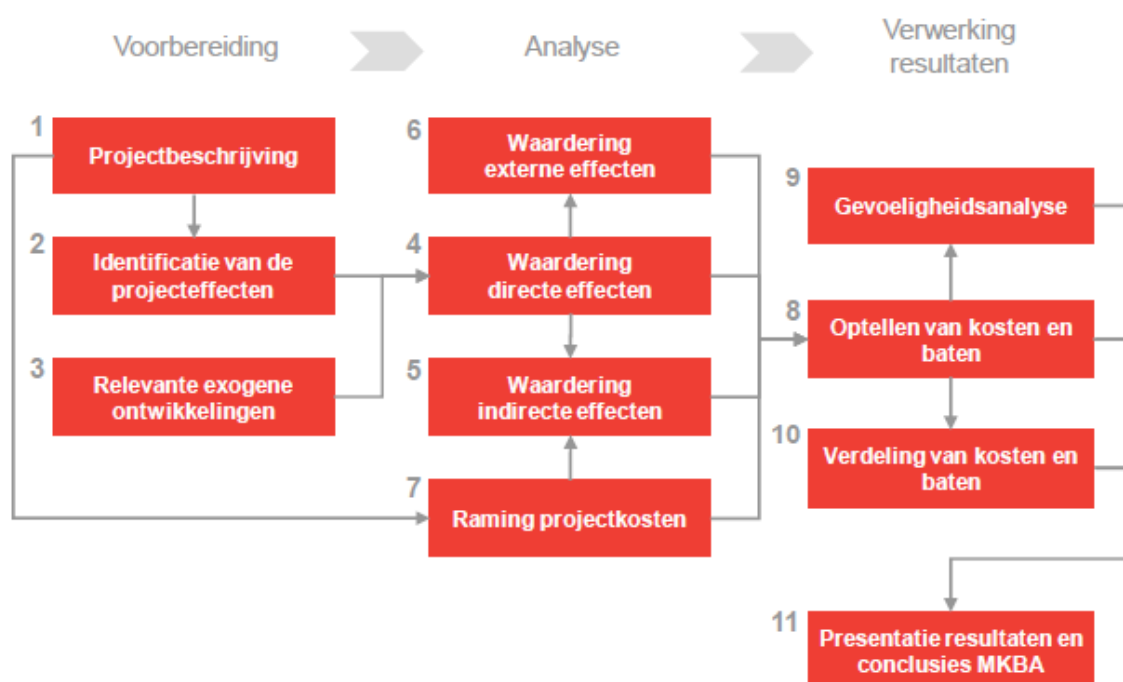 Voorbereiding
Analyse
Verwerking
resultaten
1
Projectbeschrijving
2
Identificatie van de
projecteffecten
3
Relevante exogene
ontwikkelingen
6
Waardering
externe effecten
4
Waardering
directe effecten
5
Waardering
indirecte effecten
7
Raming projectkosten
9
Gevoeligheidsanalyse
8
Optellen van kosten en
baten
10
Verdeling van kosten en
baten
11
Presentatie resultaten en
conclusies MKBA